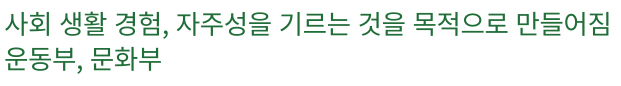 사회 생활 경험, 자주성을 기르는 것을 목적으로 만들어짐
운동부, 문화부